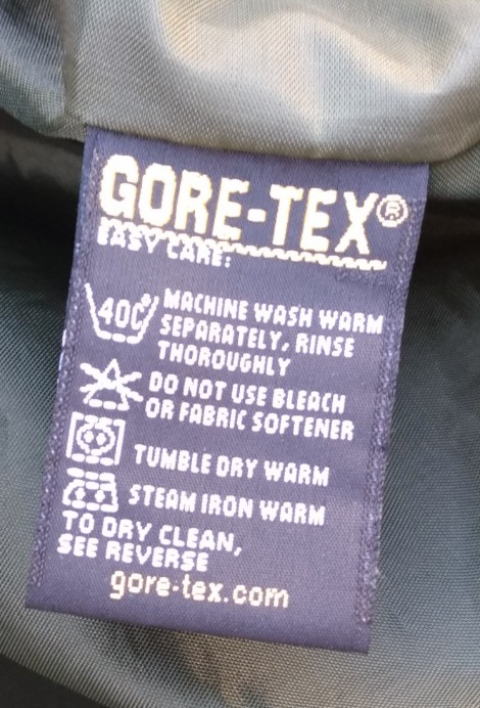 GORE-TEX®
EASY CARE:
40C° MACHINE WASH WARM
SEPARATELY, RINSE
THOROUGHLY
DO NOT USE BLEACH
OR FABRIC SOFTENER
TUMBLE DRY WARM
STEAM IRON WARM
TO DRY CLEAN,
SEE REVERSE
gore-tex.com